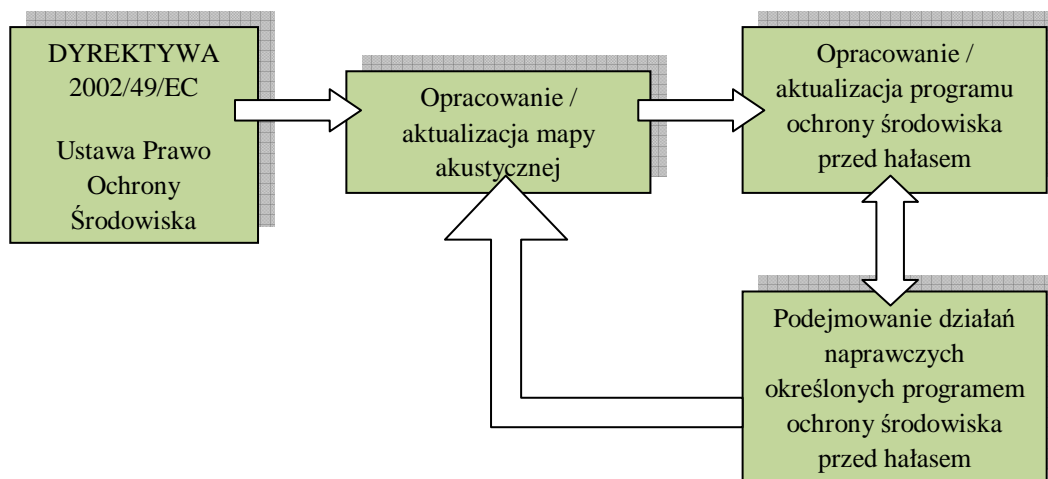 DYREKTYWA
2002/49/EC
Ustawa Prawo
Ochrony
Środowiska
Opracowanie /
aktualizacja mapy
akustycznej
Opracowanie /
aktualizacja programu
ochrony środowiska
przed hałasem
Podejmowanie działań
naprawczych
określonych programem
ochrony środowiska
przed hałasem